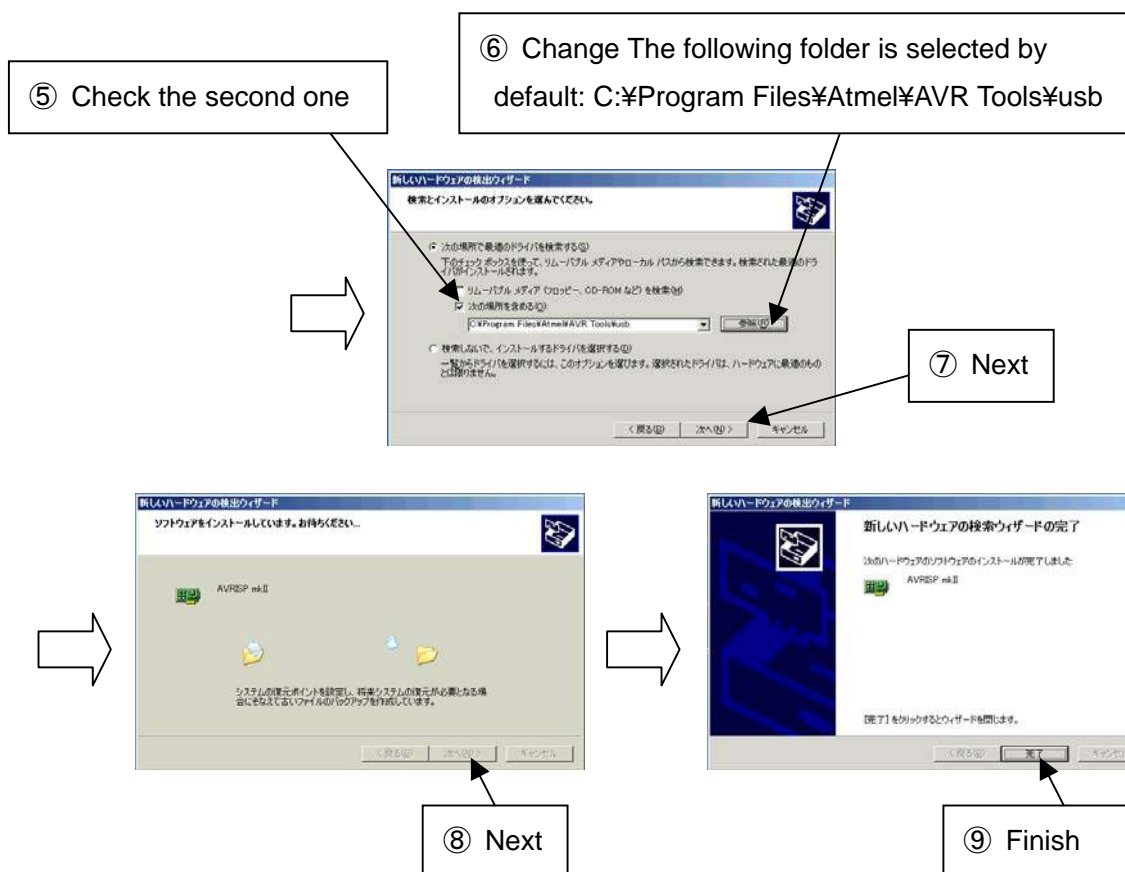 ⑤ Check the second one
⑥ Change The following folder is selected by
default: C:¥Program Files¥Atmel¥AVR Tools¥usb
新しいハードウェアの検出ウィザード
検索とインストールのオプションを選んでください。
次の場所で最適のドライバを検索する(S)
下のチェック ボックスを使って、リムーバブル メディアやローカル パスから検索できます。検索された最適のドラ
イバがインストールされます。
リムーバブル メディア (フロッピー、CD-ROM など) を検索(M)
次の場所を含める(O):
C:¥Program Files¥Atmel¥AVR Tools¥usb
参照(R)
検索しないで、インストールするドライバを選択する(D)
一覧からドライバを選択するには、このオプションを選びます。選択されたドライバは、ハードウェアに最適のもの
とは限りません。
< 戻る(B)
次へ(N) >
キャンセル
⑦ Next
新しいハードウェアの検出ウィザード
ソフトウェアをインストールしています。お待ちください...
AVRISP mkII
システムの復元ポイントを設定し、将来システムの復元が必要となる場
合にそなえて古いファイルのバックアップを作成しています。
< 戻る(B)
次へ(N) >
キャンセル
⑧ Next
新しいハードウェアの検出ウィザード
新しいハードウェアの検索ウィザードの完了
次のハードウェアのソフトウェアのインストールが完了しました:
AVRISP mkII
[完了] をクリックするとウィザードを閉じます。
< 戻る(B)
完了
キャンセル
⑨ Finish